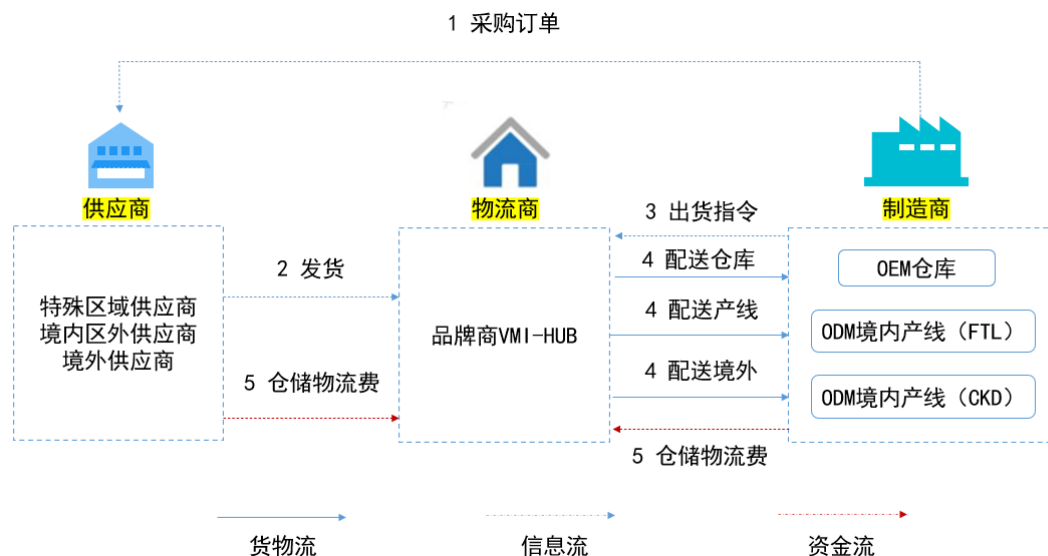 1 采购订单
供应商
物流商
制造商
特殊区域供应商
境内区外供应商
境外供应商
2 发货
5 仓储物流费
品牌商VMI-HUB
3 出货指令
4 配送仓库
4 配送产线
4 配送境外
5 仓储物流费
OEM仓库
ODM境内产线（FTL）
ODM境内产线（CKD）
货物流
信息流
资金流